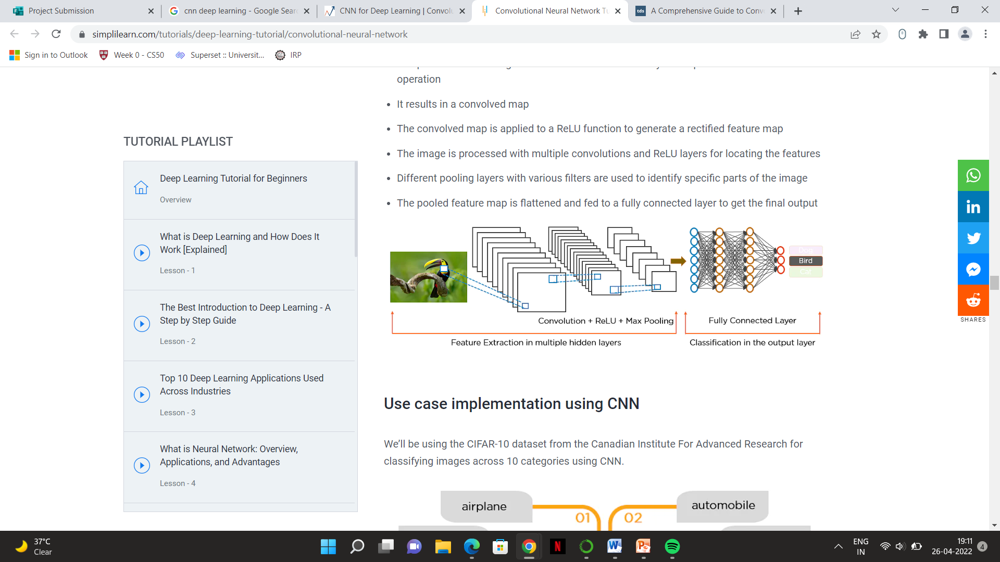 Project Submission
cnn deep learning - Google Sear
CNN for Deep Learning | Convolu
Convolutional Neural Network Tu
tds
A Comprehensive Guide to Conv
simplilearn.com/tutorials/deep-learning-tutorial/convolutional-neural-network
Sign in to Outlook
Week 0 - CS50
Superset :: Universit...
IRP
operation
• It results in a convolved map
• The convolved map is applied to a ReLU function to generate a rectified feature map
• The image is processed with multiple convolutions and ReLU layers for locating the features
• Different pooling layers with various filters are used to identify specific parts of the image
• The pooled feature map is flattened and fed to a fully connected layer to get the final output
TUTORIAL PLAYLIST
Deep Learning Tutorial for Beginners
Overview
What is Deep Learning and How Does It
Work [Explained]
Lesson - 1
The Best Introduction to Deep Learning - A
Step by Step Guide
Lesson - 2
Top 10 Deep Learning Applications Used
Across Industries
Lesson - 3
What is Neural Network: Overview,
Applications, and Advantages
Lesson - 4
Dog
Bird
Cat
Convolution + ReLU + Max Pooling
Fully Connected Layer
Feature Extraction in multiple hidden layers
Classification in the output layer
Use case implementation using CNN
We’ll be using the CIFAR-10 dataset from the Canadian Institute For Advanced Research for
classifying images across 10 categories using CNN.
airplane
01
02
automobile
in
SHARES
37°C
Clear
N
W
P
ENG
IN
19:11
26-04-2022
4